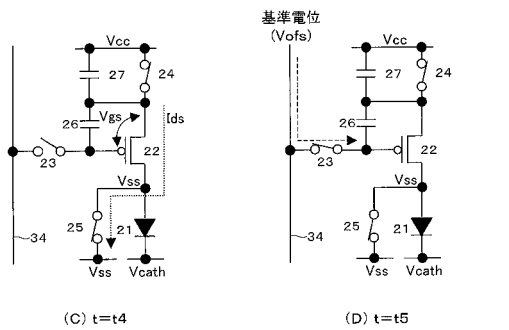 Vcc
27
24
26
Vgs
Ids
22
23
Vss
25
21
34
Vss
Vcath
(C) t=t4
基準電位
(Vofs)
Vcc
27
24
26
22
23
Vss
25
21
34
Vss
Vcath
(D) t=t5